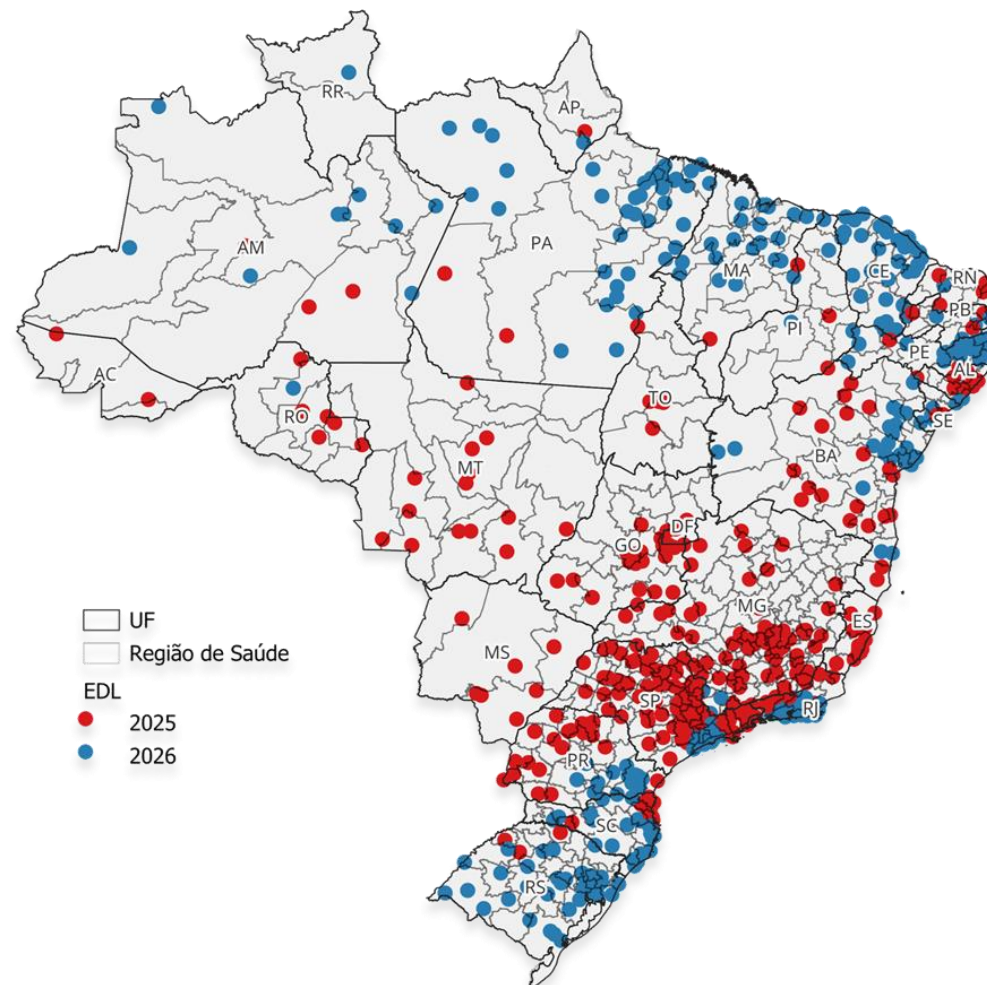 RR
AP
AM
PA
MA
CE
RN
PB
PI
PE
AL
AC
TO
SE
RO
BA
MT
DF
GO
MG
ES
MS
SP
RJ
PR
SC
RS
UF
Região de Saúde
EDL
2025
2026